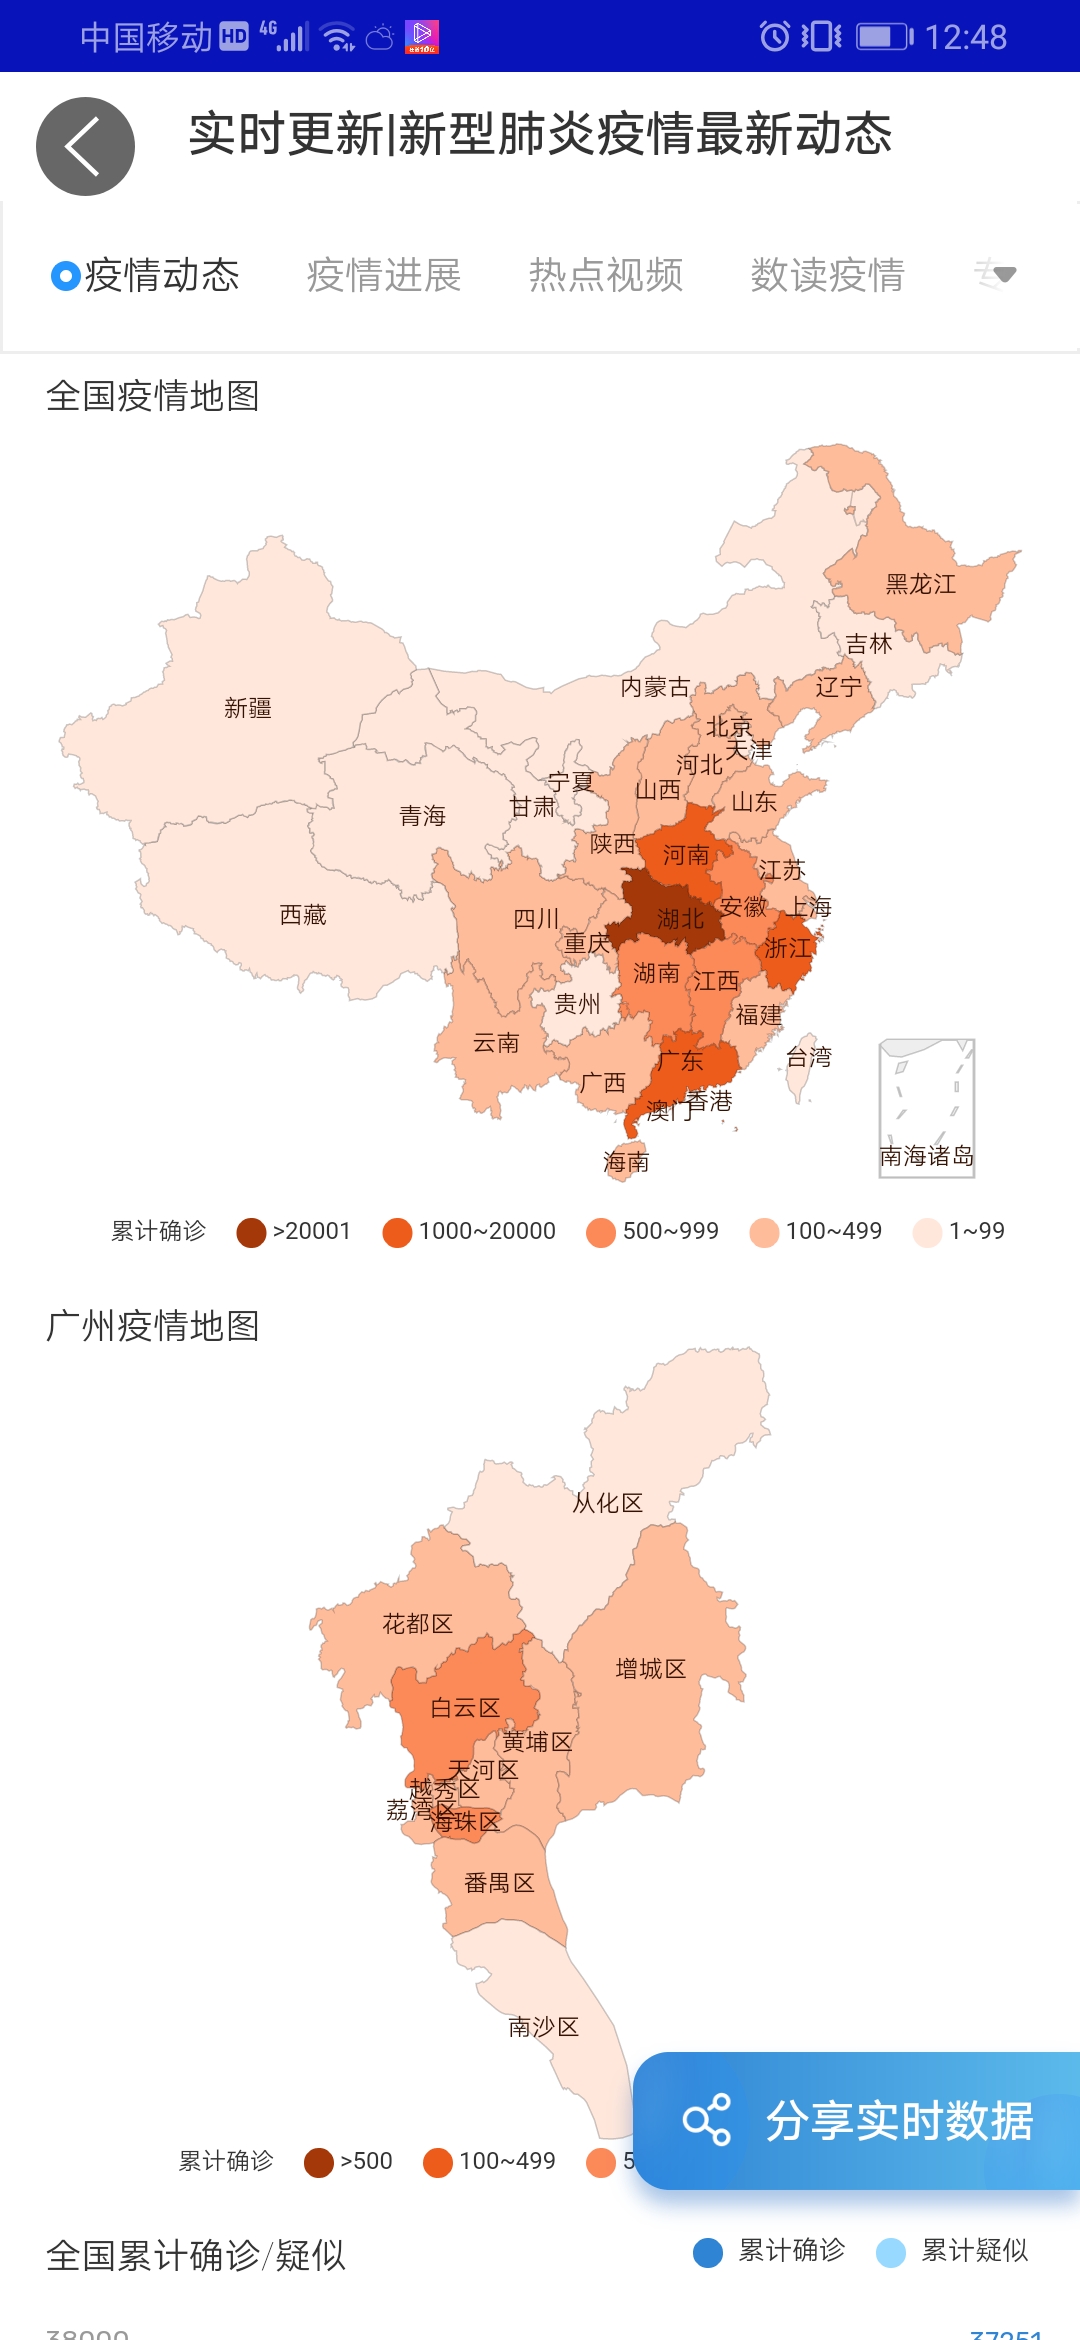 中国移动 HD 4G 12:48
实时更新|新型肺炎疫情最新动态
疫情动态 疫情进展 热点视频 数读疫情
全国疫情地图
黑龙江
吉林
内蒙古 辽宁
新疆
北京
天津
河北
宁夏 山西
青海 甘肃 山东
陕西 河南
江苏
西藏 四川 湖北 安徽 上海
重庆 浙江
湖南 江西
贵州 福建
云南 广东 台湾
广西 澳门 香港
海南 南海诸岛
累计确诊 >20001 1000~20000 500~999 100~499 1~99
广州疫情地图
从化区
花都区
增城区
白云区
黄埔区
天河区
越秀区
荔湾区
海珠区
番禺区
南沙区
分享实时数据
累计确诊 >500 100~499 5
全国累计确诊/疑似 累计确诊 累计疑似
38000 37251